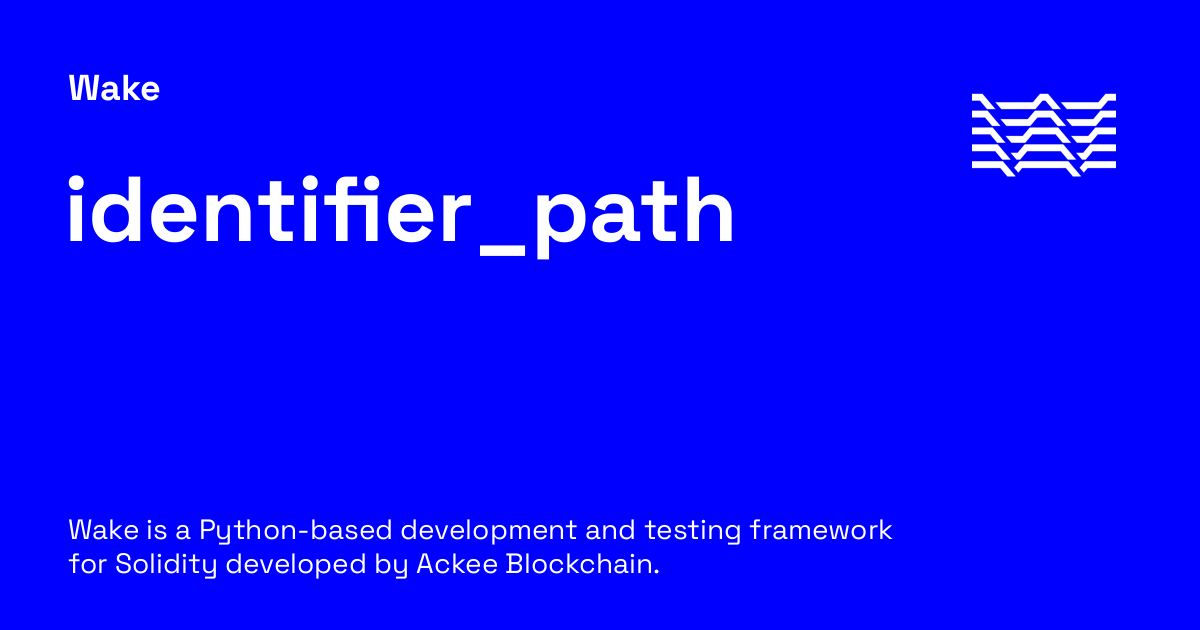 Wake
identifier_path
Wake is a Python-based development and testing framework
for Solidity developed by Ackee Blockchain.